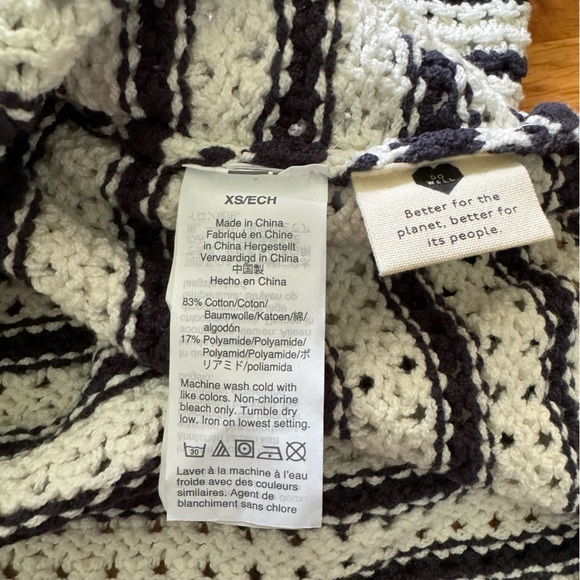 XS/ECH
Made in China
Fabriqué en Chine
in China Hergestellt
Vervaardigd in China
中国製
Hecho en China
83% Cotton/Coton/
Baumwolle/Katoen/綿/
algodón
17% Polyamide/Polyamide/
Polyamid/Polyamide/ポ
リアミド/poliamida
Machine wash cold with
like colors. Non-chlorine
bleach only. Tumble dry
low. Iron on lowest setting.
30
Laver à la machine à l'eau
froide avec des couleurs
similaires. Agent de
blanchiment sans chlore
DO
WELL
Better for the
planet, better for
its people.